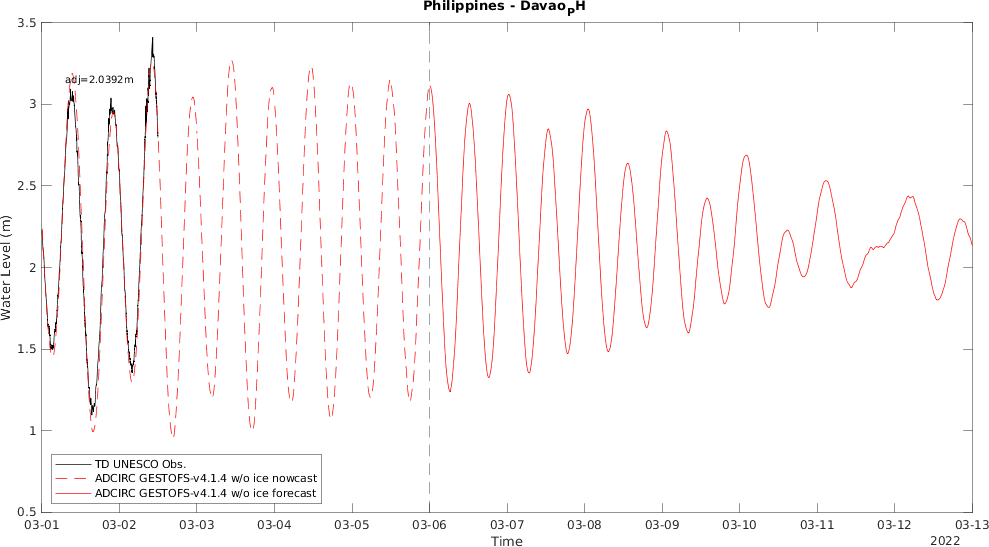 Philippines - Davao_PH
3.5
adj=2.0392m
3
2.5
2
1.5
1
0.5
Water Level (m)
TD UNESCO Obs.
ADCIRC GESTOFS-v4.1.4 w/o ice nowcast
ADCIRC GESTOFS-v4.1.4 w/o ice forecast
03-01 03-02 03-03 03-04 03-05 03-06 03-07 03-08 03-09 03-10 03-11 03-12 03-13
Time
2022